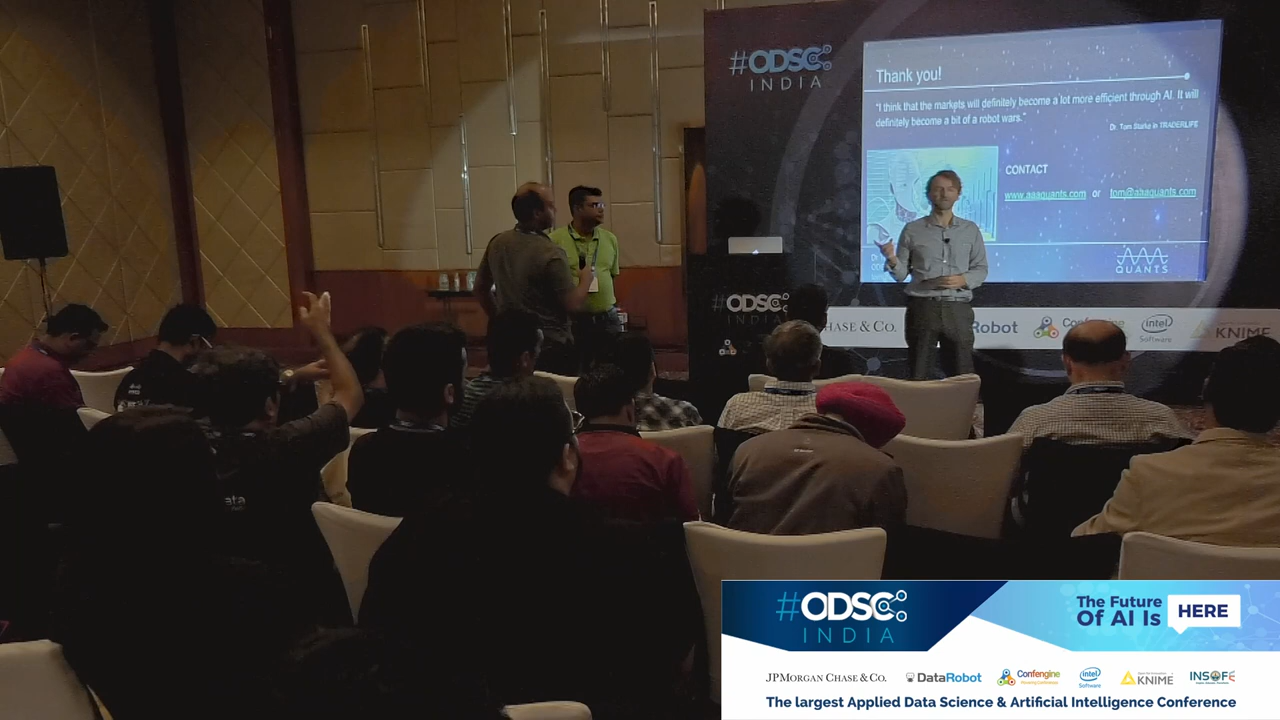 #ODSC
INDIA
Thank you!
"I think that the markets will definitely become a lot more efficient through AI. It will
definitely become a bit of a robot wars."
Dr. Tom Starke in TRADERLIFE
CONTACT
www.aaaquants.com or tom@aaaquants.com
QUANTS
#ODSC
INDIA
CHASE & CO.
Robot
intel
Software
KNIME
ata
#ODSC
INDIA
The Future
Of AI Is HERE
JPMORGAN CHASE & CO.
DataRobot
Confengine
intel
Software
KNIME
INSOFE
The largest Applied Data Science & Artificial Intelligence Conference